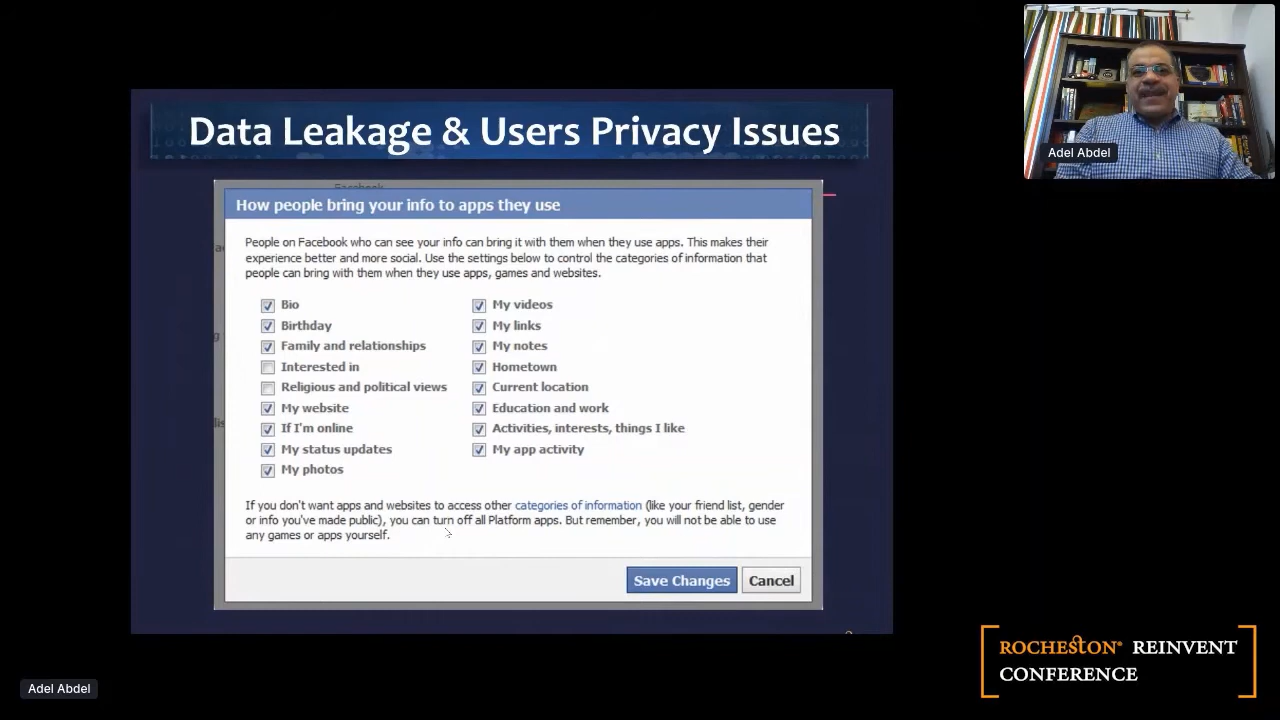 Data Leakage & Users Privacy Issues
Facebook
How people bring your info to apps they use
People on Facebook who can see your info can bring it with them when they use apps. This makes their
experience better and more social. Use the settings below to control the categories of information that
people can bring with them when they use apps, games and websites.
Bio
Birthday
Family and relationships
Interested in
Religious and political views
My website
If I'm online
My status updates
My photos
My videos
My links
My notes
Hometown
Current location
Education and work
Activities, interests, things I like
My app activity
If you don't want apps and websites to access other categories of information (like your friend list, gender
or info you've made public), you can turn off all Platform apps. But remember, you will not be able to use
any games or apps yourself.
Save Changes
Cancel
Adel Abdel
ROCHESTON® REINVENT
CONFERENCE
Adel Abdel